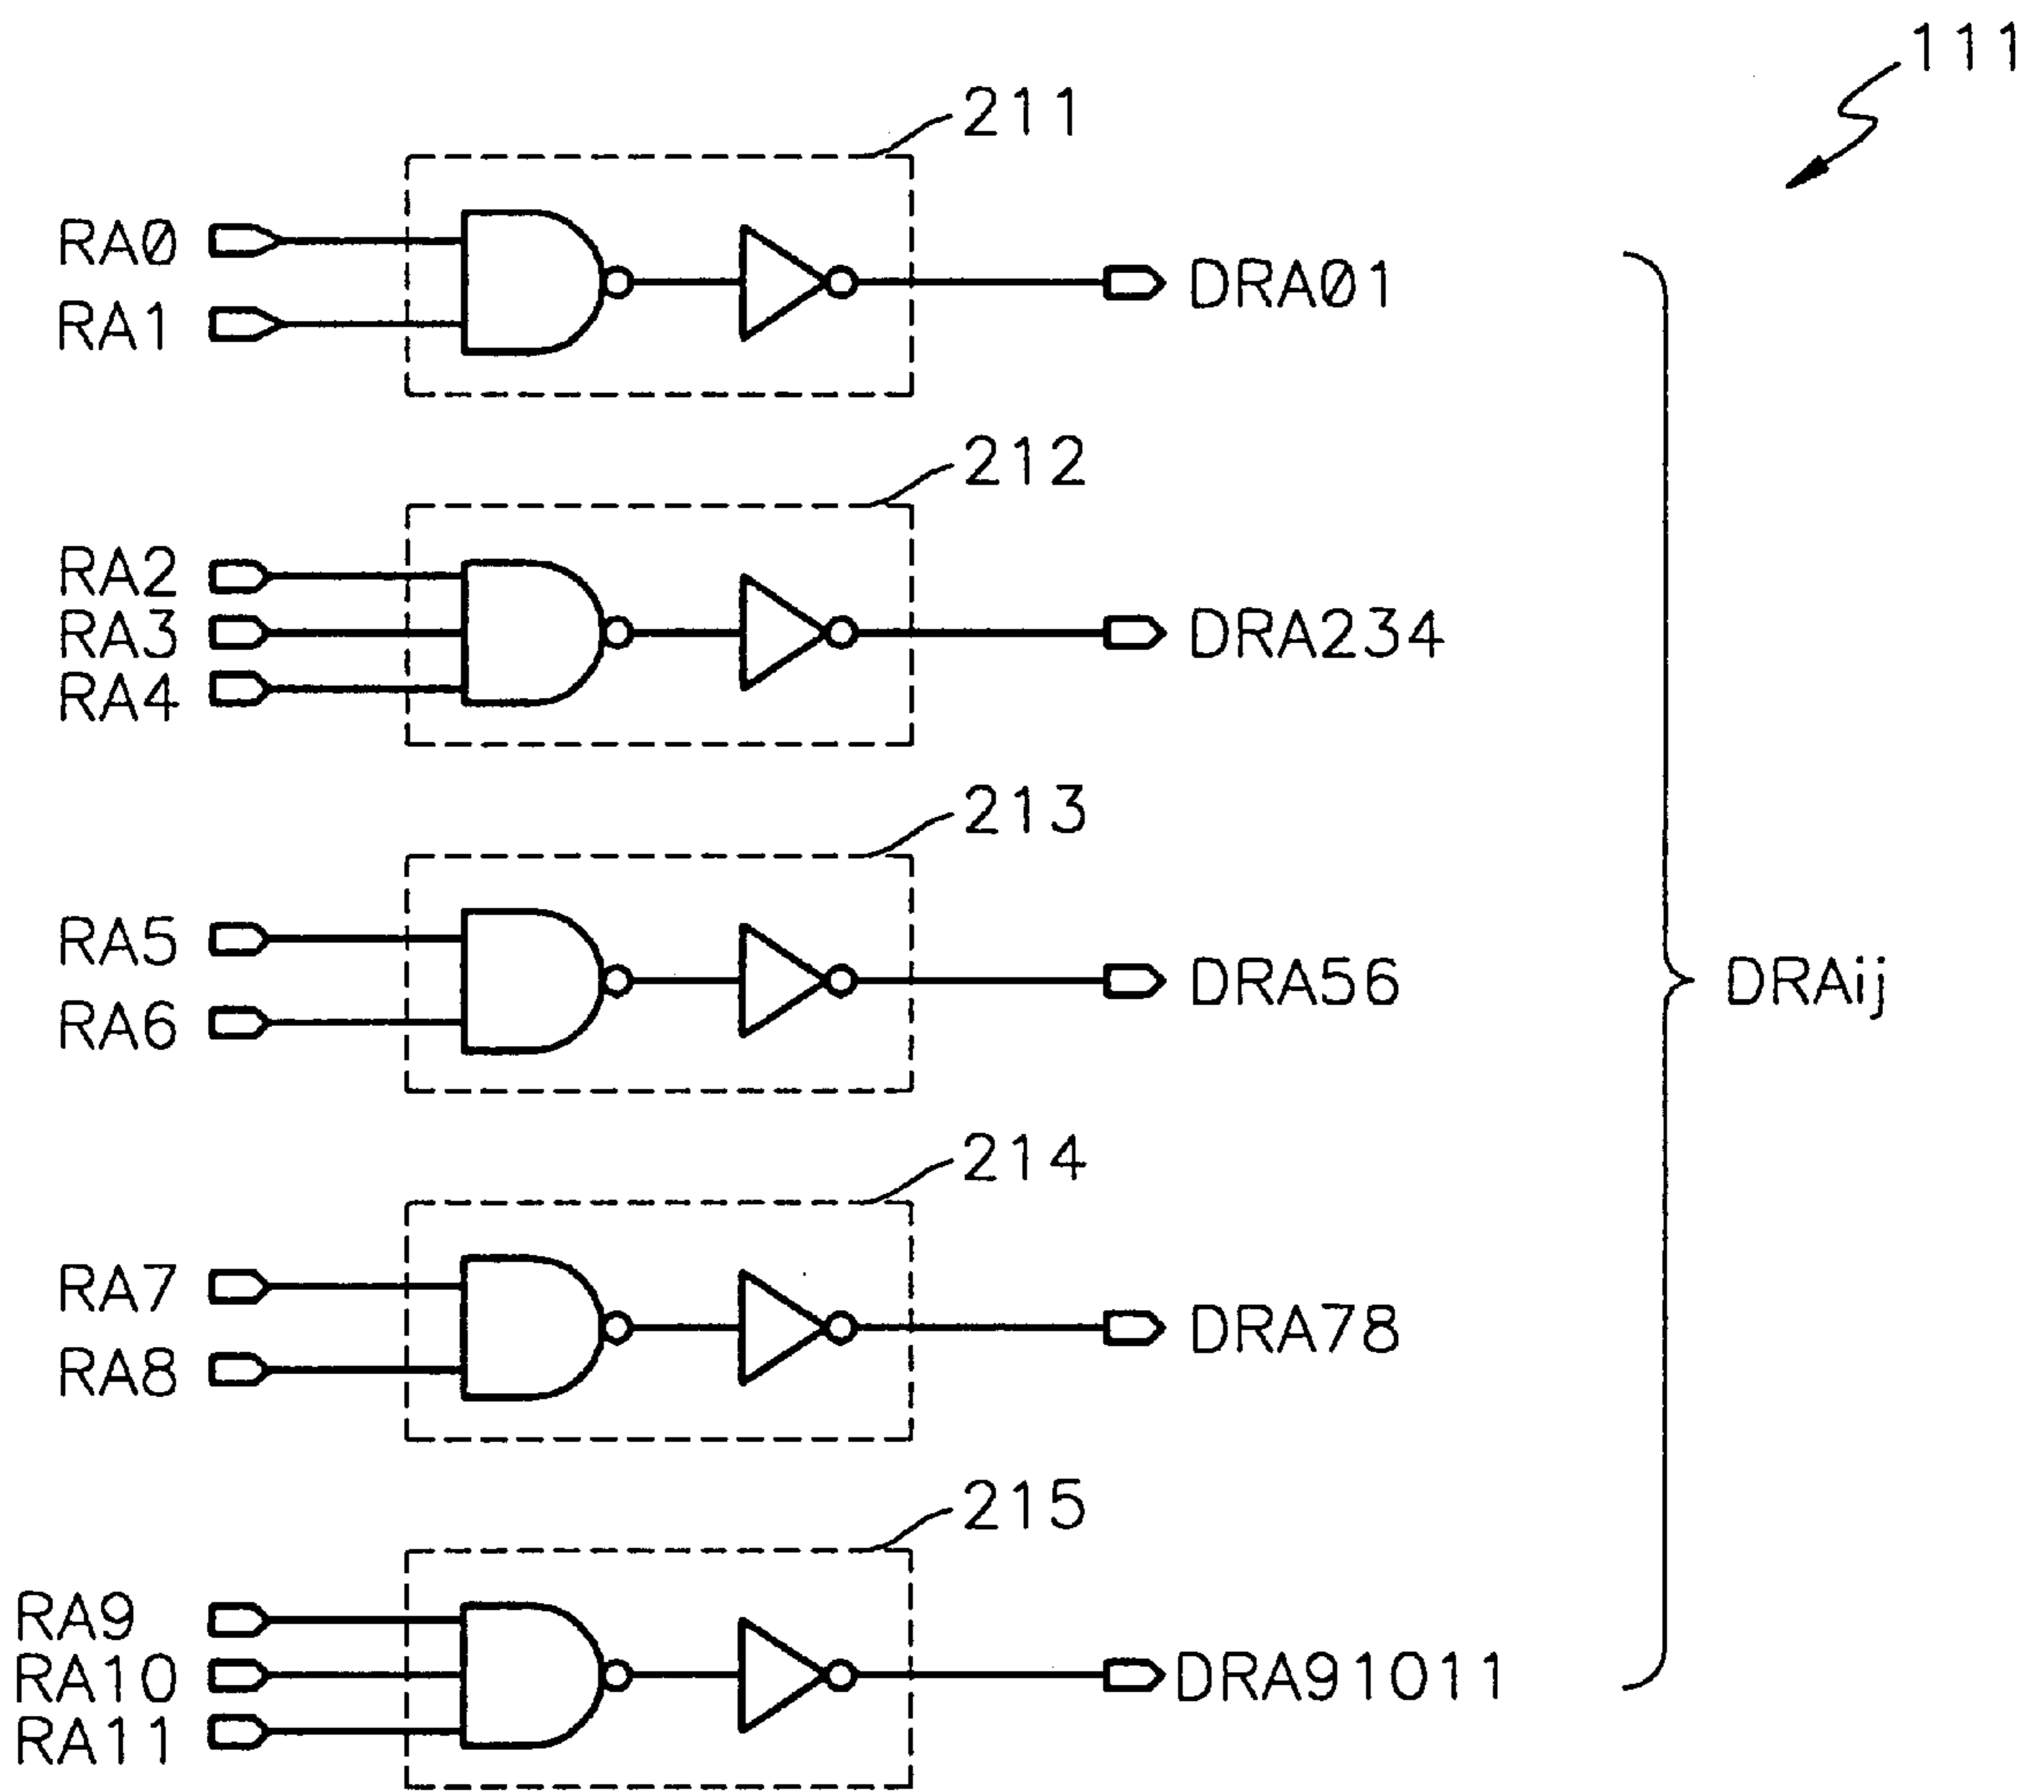 111
211
RA0
RA1
DRA01
212
RA2
RA3
RA4
DRA234
213
RA5
RA6
DRA56
DRAij
214
RA7
RA8
DRA78
215
RA9
RA10
RA11
DRA91011